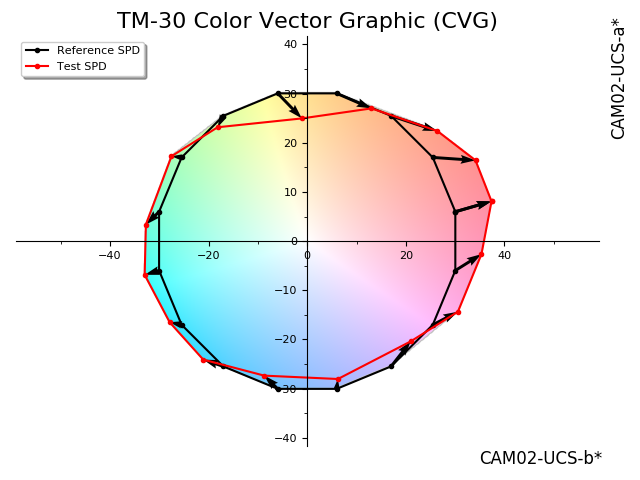 TM-30 Color Vector Graphic (CVG)
Reference SPD
Test SPD
CAM02-UCS-a*
40
30
20
10
0
−10
−20
−30
−40
−40
−20
0
20
40
CAM02-UCS-b*